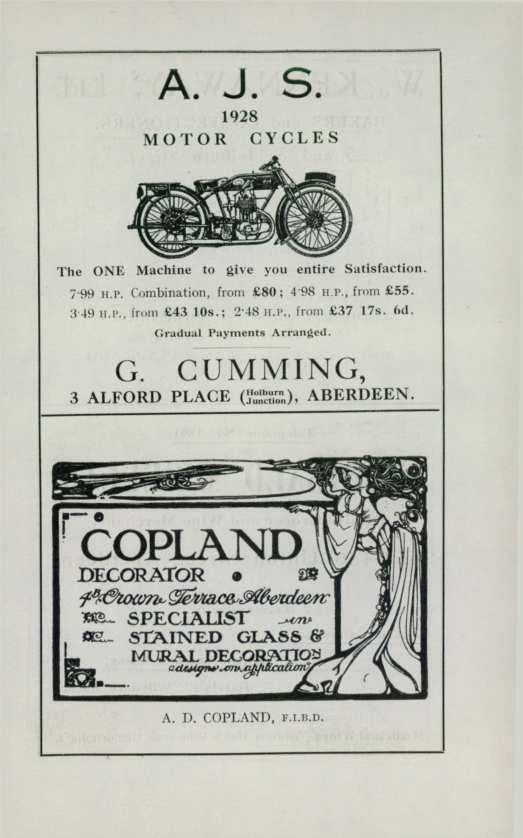 A. J. S.
1928
MOTOR CYCLES
The ONE Machine to give you entire Satisfaction.
7·99 H.P. Combination, from £80; 4·98 H.P., from £55.
3·49 H.P., from £43 10s.; 2·48 H.P., from £37 17s. 6d.
Gradual Payments Arranged.
G. CUMMING,
3 ALFORD PLACE (Holburn Junction), ABERDEEN.
COPLAND
DECORATOR
Crown Terrace Aberdeen
SPECIALIST in
STAINED GLASS &
MURAL DECORATION
"designs on application"
A. D. COPLAND, F.I.B.D.